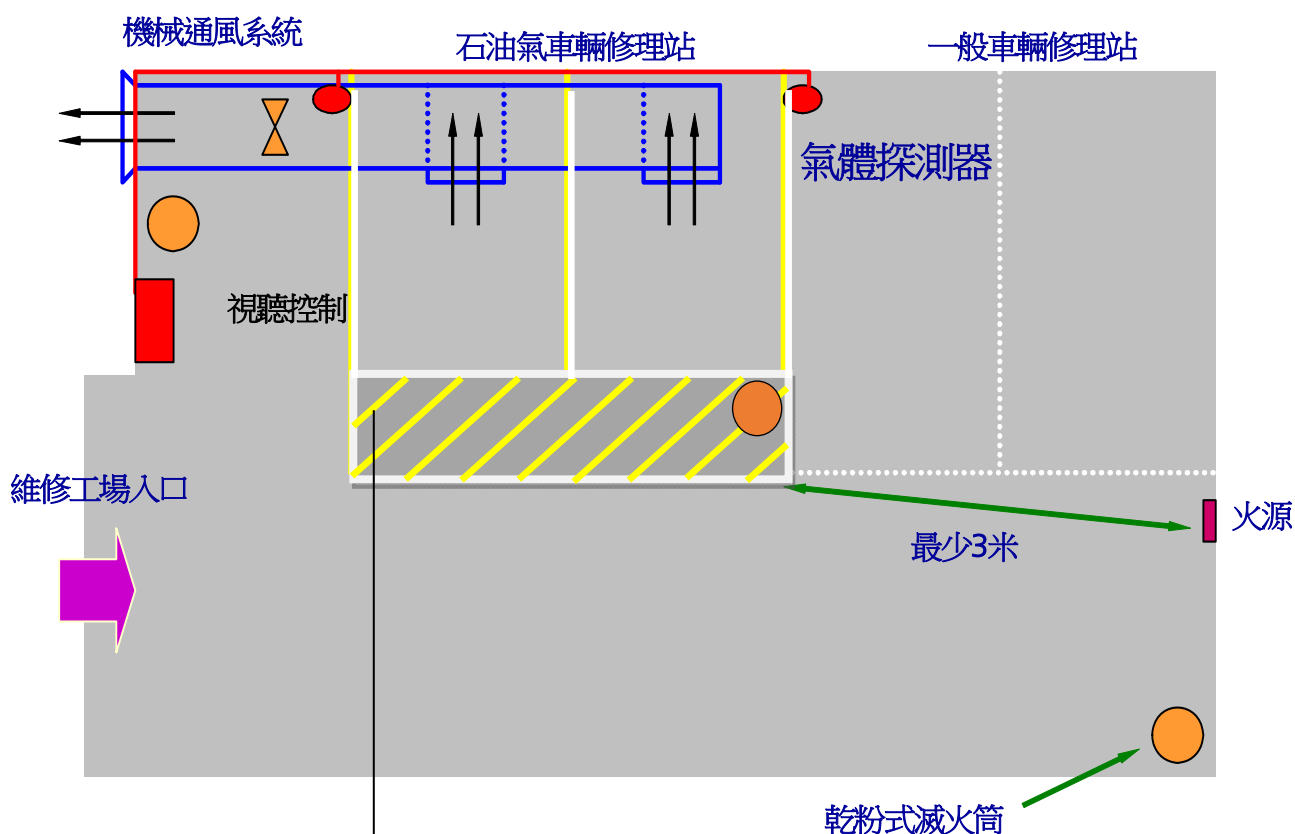 機械通風系統
石油氣車輛修理站
一般車輛修理站
氣體探測器
視聽控制
維修工場入口
火源
最少3米
乾粉式滅火筒